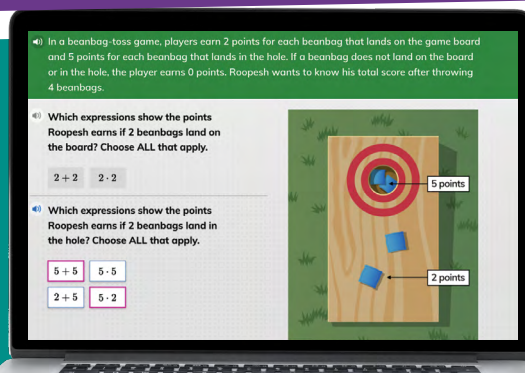 In a beanbag-toss game, players earn 2 points for each beanbag that lands on the game board
and 5 points for each beanbag that lands in the hole. If a beanbag does not land on the board
or in the hole, the player earns 0 points. Roopesh wants to know his total score after throwing
4 beanbags.
Which expressions show the points
Roopesh earns if 2 beanbags land on
the board? Choose ALL that apply.
2 + 2 2 · 2
Which expressions show the points
Roopesh earns if 2 beanbags land in
the hole? Choose ALL that apply.
5 + 5 5 · 5
2 + 5 5 · 2
5 points
2 points